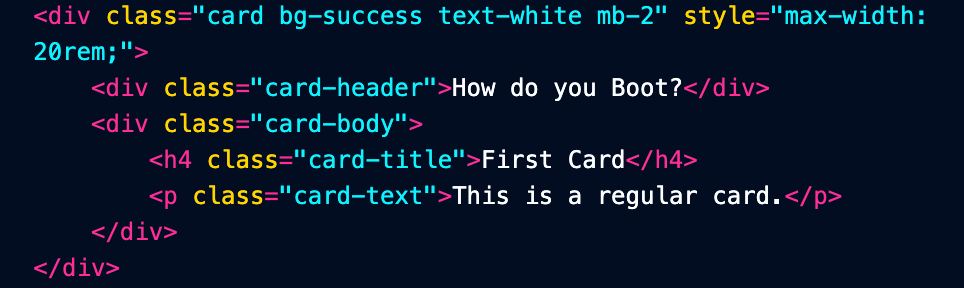 <div class="card bg-success text-white mb-2" style="max-width:
20rem;">
    <div class="card-header">How do you Boot?</div>
    <div class="card-body">
        <h4 class="card-title">First Card</h4>
        <p class="card-text">This is a regular card.</p>
    </div>
</div>